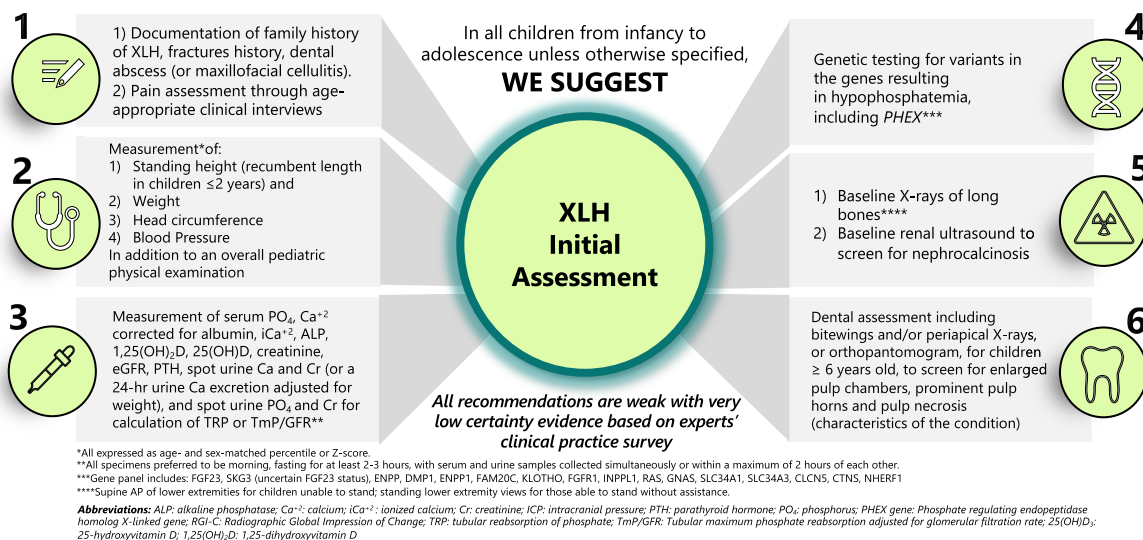 In all children from infancy to
adolescence unless otherwise specified,
WE SUGGEST
XLH
Initial
Assessment
All recommendations are weak with very
low certainty evidence based on experts'
clinical practice survey
1
1) Documentation of family history
of XLH, fractures history, dental
abscess (or maxillofacial cellulitis).
2) Pain assessment through age-
appropriate clinical interviews
2
Measurement*of:
1) Standing height (recumbent length
in children ≤2 years) and
2) Weight
3) Head circumference
4) Blood Pressure
In addition to an overall pediatric
physical examination
3
Measurement of serum PO₄, Ca⁺²
corrected for albumin, iCa⁺², ALP,
1,25(OH)₂D, 25(OH)D, creatinine,
eGFR, PTH, spot urine Ca and Cr (or a
24-hr urine Ca excretion adjusted for
weight), and spot urine PO₄ and Cr for
calculation of TRP or TmP/GFR**
4
Genetic testing for variants in
the genes resulting
in hypophosphatemia,
including PHEX***
5
1) Baseline X-rays of long
bones****
2) Baseline renal ultrasound to
screen for nephrocalcinosis
6
Dental assessment including
bitewings and/or periapical X-rays,
or orthopantomogram, for children
≥ 6 years old, to screen for enlarged
pulp chambers, prominent pulp
horns and pulp necrosis
(characteristics of the condition)
*All expressed as age- and sex-matched percentile or Z-score.
**All specimens preferred to be morning, fasting for at least 2-3 hours, with serum and urine samples collected simultaneously or within a maximum of 2 hours of each other.
***Gene panel includes: FGF23, SKG3 (uncertain FGF23 status), ENPP, DMP1, ENPP1, FAM20C, KLOTHO, FGFR1, INPPL1, RAS, GNAS, SLC34A1, SLC34A3, CLCN5, CTNS, NHERF1
****Supine AP of lower extremities for children unable to stand; standing lower extremity views for those able to stand without assistance.
Abbreviations: ALP: alkaline phosphatase; Ca⁺²: calcium; iCa⁺² : ionized calcium; Cr: creatinine; ICP: intracranial pressure; PTH: parathyroid hormone; PO₄: phosphorus; PHEX gene: Phosphate regulating endopeptidase
homolog X-linked gene; RGI-C: Radiographic Global Impression of Change; TRP: tubular reabsorption of phosphate; TmP/GFR: Tubular maximum phosphate reabsorption adjusted for glomerular filtration rate; 25(OH)D₃:
25-hydroxyvitamin D; 1,25(OH)₂D: 1,25-dihydroxyvitamin D